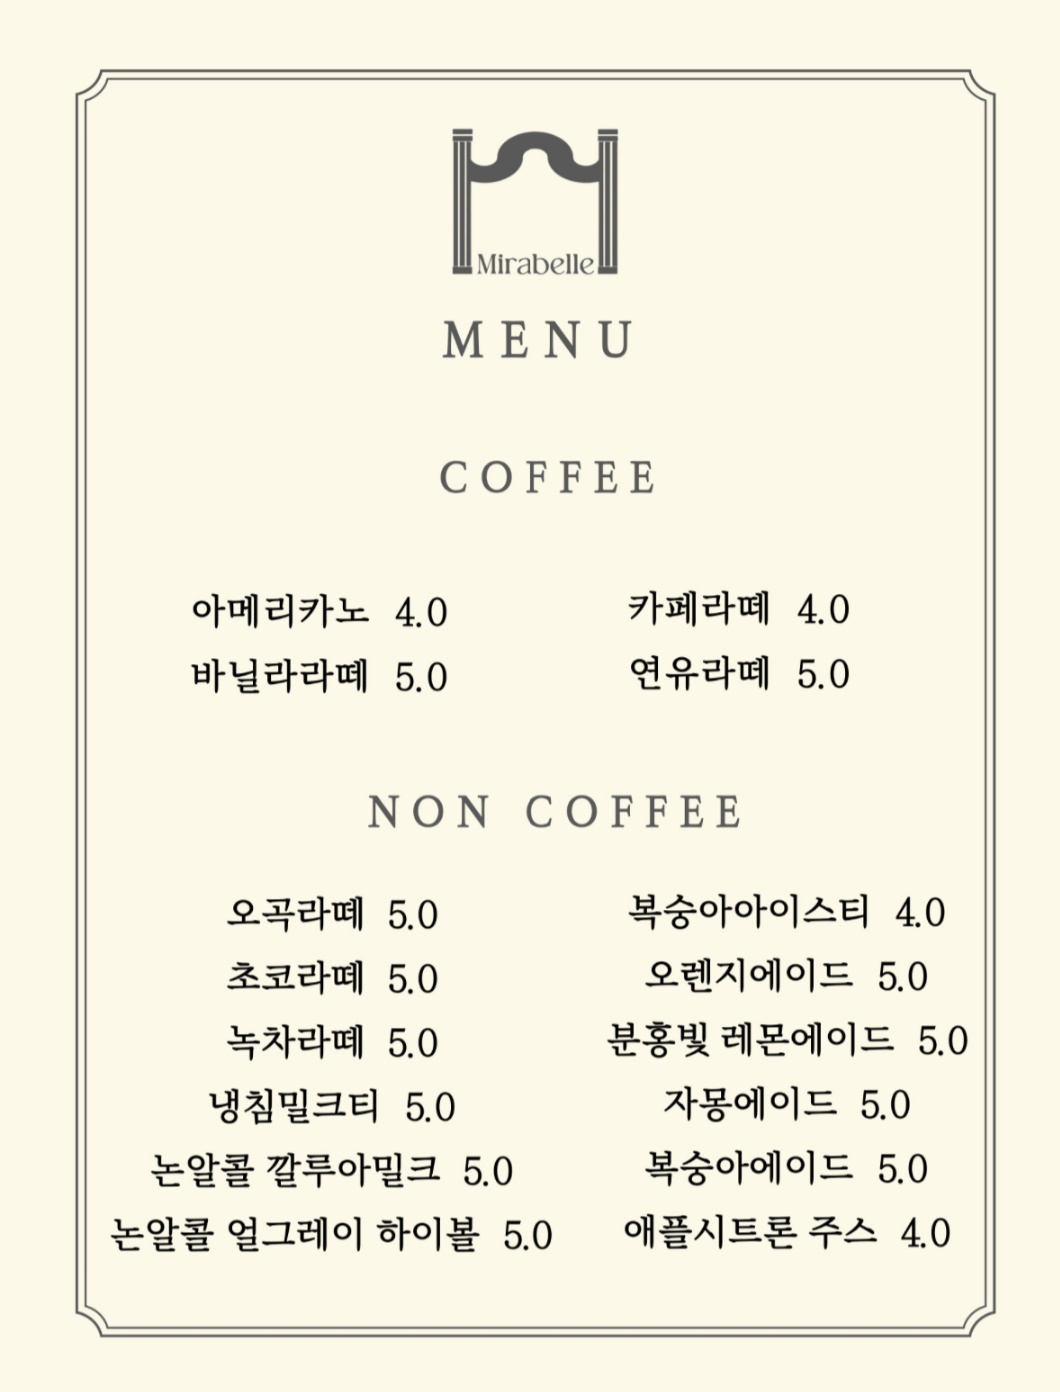 Mirabelle
MENU
COFFEE
아메리카노 4.0
카페라떼 4.0
바닐라라떼 5.0
연유라떼 5.0
NON COFFEE
오곡라떼 5.0
복숭아아이스티 4.0
초코라떼 5.0
오렌지에이드 5.0
녹차라떼 5.0
분홍빛 레몬에이드 5.0
냉침밀크티 5.0
자몽에이드 5.0
논알콜 깔루아밀크 5.0
복숭아에이드 5.0
논알콜 얼그레이 하이볼 5.0
애플시트론 주스 4.0